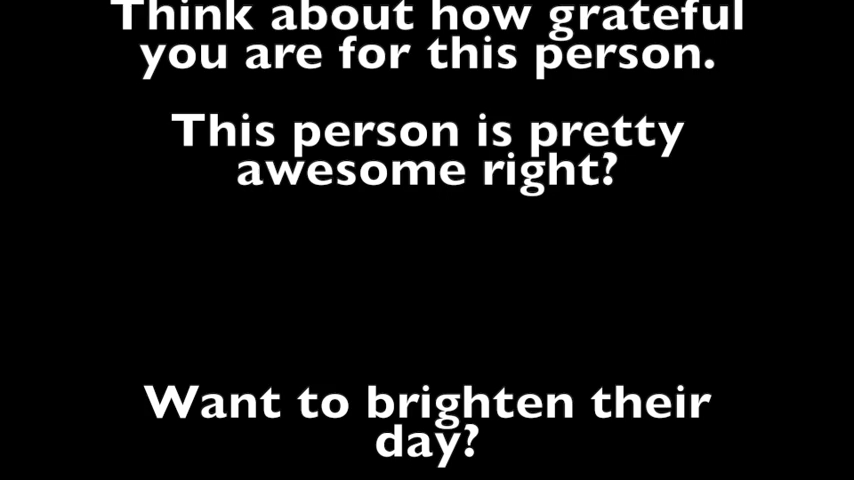 Think about how grateful
you are for this person.
This person is pretty
awesome right?
Want to brighten their
day?